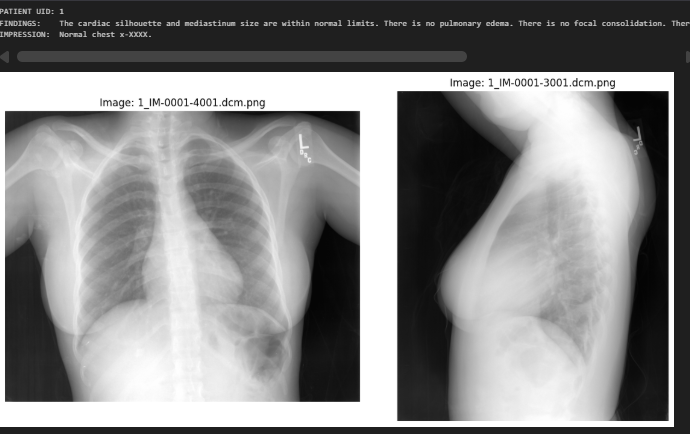 PATIENT UID: 1
FINDINGS: The cardiac silhouette and mediastinum size are within normal limits. There is no pulmonary edema. There is no focal consolidation. Ther
IMPRESSION: Normal chest x-XXXX.
Image: 1_IM-0001-4001.dcm.png
Image: 1_IM-0001-3001.dcm.png
L
L